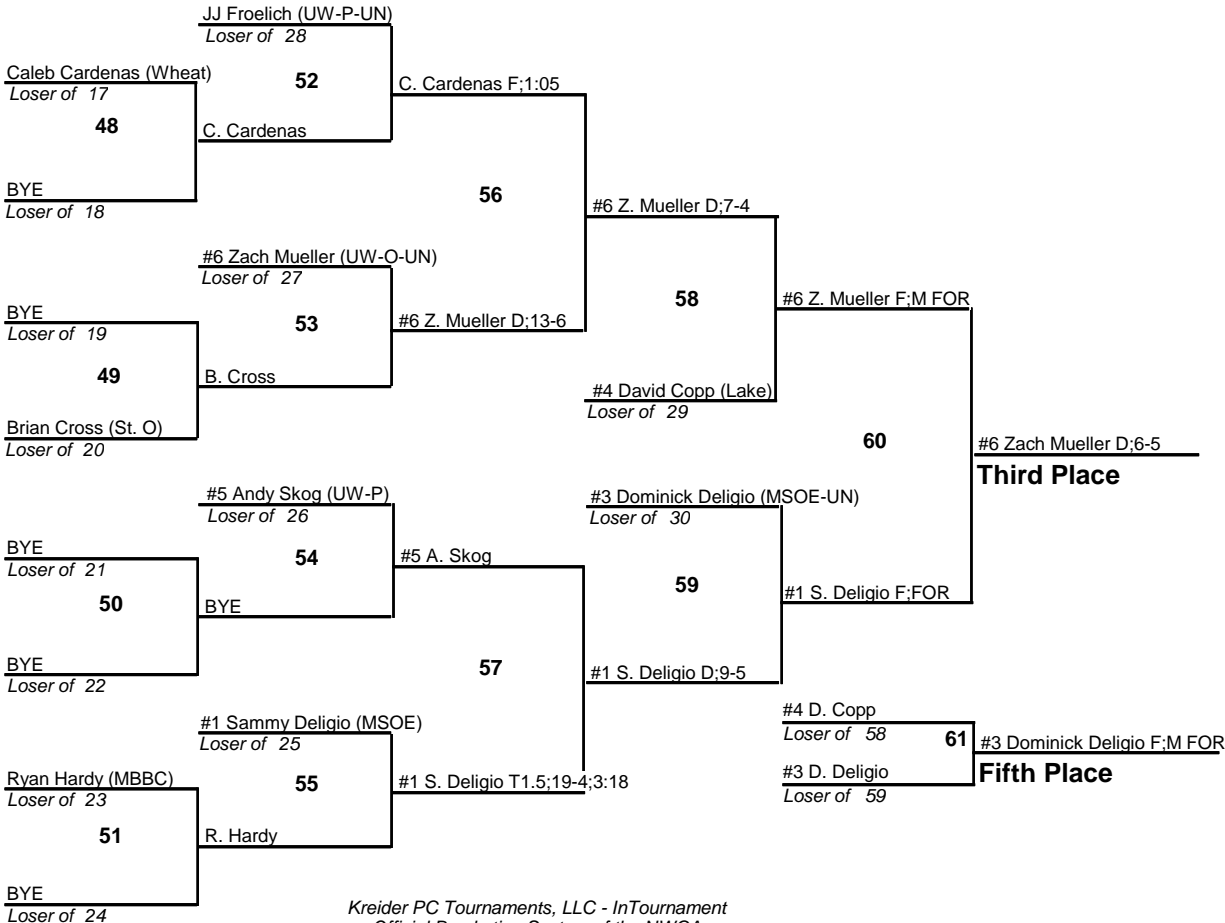 JJ Froelich (UW-P-UN)
Loser of 28
Caleb Cardenas (Wheat)
Loser of 17
52
C. Cardenas F;1:05
48
C. Cardenas
BYE
Loser of 18
56
#6 Z. Mueller D;7-4
#6 Zach Mueller (UW-O-UN)
Loser of 27
BYE
Loser of 19
53
#6 Z. Mueller D;13-6
58
#6 Z. Mueller F;M FOR
49
B. Cross
#4 David Copp (Lake)
Loser of 29
Brian Cross (St. O)
Loser of 20
60
#6 Zach Mueller D;6-5
Third Place
#5 Andy Skog (UW-P)
Loser of 26
#3 Dominick Deligio (MSOE-UN)
Loser of 30
BYE
Loser of 21
54
#5 A. Skog
59
#1 S. Deligio F;FOR
50
BYE
BYE
Loser of 22
57
#1 S. Deligio D;9-5
#1 Sammy Deligio (MSOE)
Loser of 25
#4 D. Copp
Loser of 58
61
#3 Dominick Deligio F;M FOR
Fifth Place
#3 D. Deligio
Loser of 59
Ryan Hardy (MBBC)
Loser of 23
55
#1 S. Deligio T1.5;19-4;3:18
51
R. Hardy
BYE
Loser of 24
Kreider PC Tournaments, LLC - InTournament